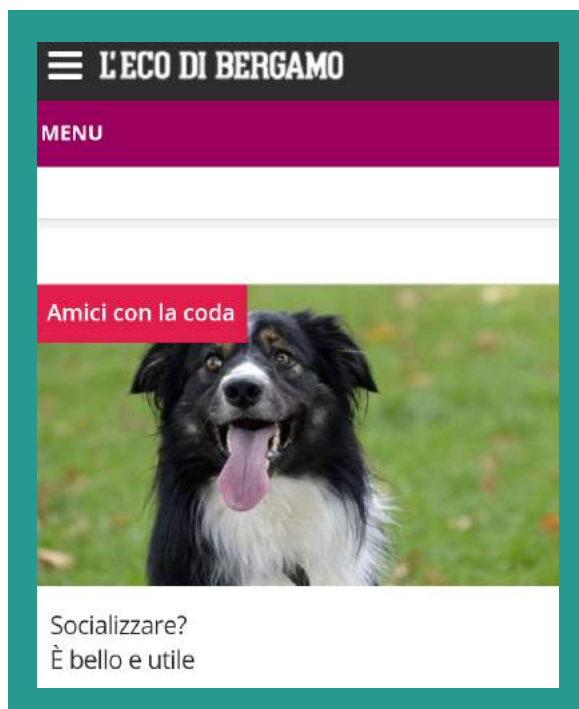 L'ECO DI BERGAMO
MENU
Amici con la coda
Socializzare?
È bello e utile